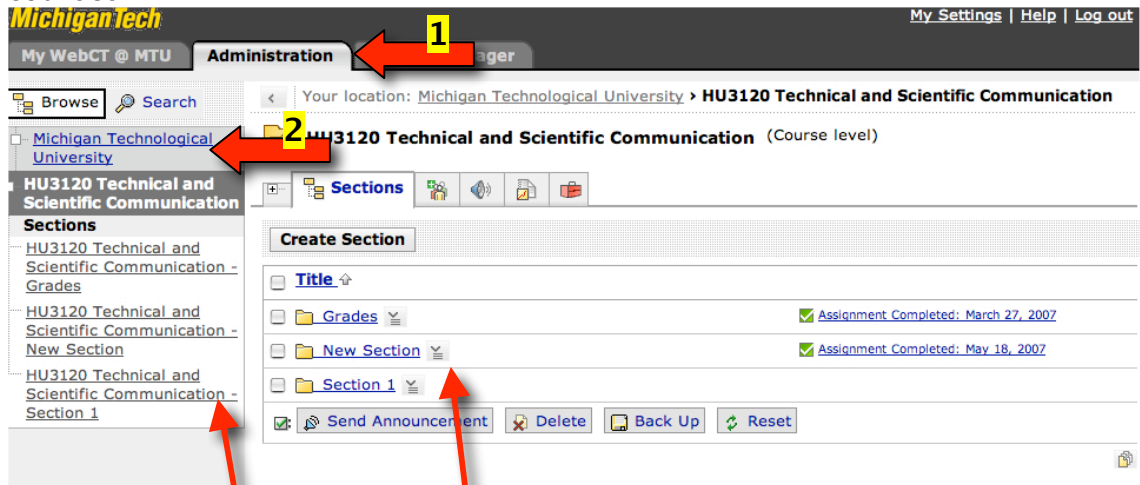 MichiganTech
My Settings | Help | Log out
1
My WebCT @ MTU
Administration
ager
Browse
Search
Your location: Michigan Technological University › HU3120 Technical and Scientific Communication
2
Michigan Technological
University
HU3120 Technical and Scientific Communication (Course level)
HU3120 Technical and
Scientific Communication
Sections
Sections
HU3120 Technical and
Scientific Communication -
Grades
HU3120 Technical and
Scientific Communication -
New Section
HU3120 Technical and
Scientific Communication -
Section 1
Create Section
Title
Grades
Assignment Completed: March 27, 2007
New Section
Assignment Completed: May 18, 2007
Section 1
Send Announcement
Delete
Back Up
Reset